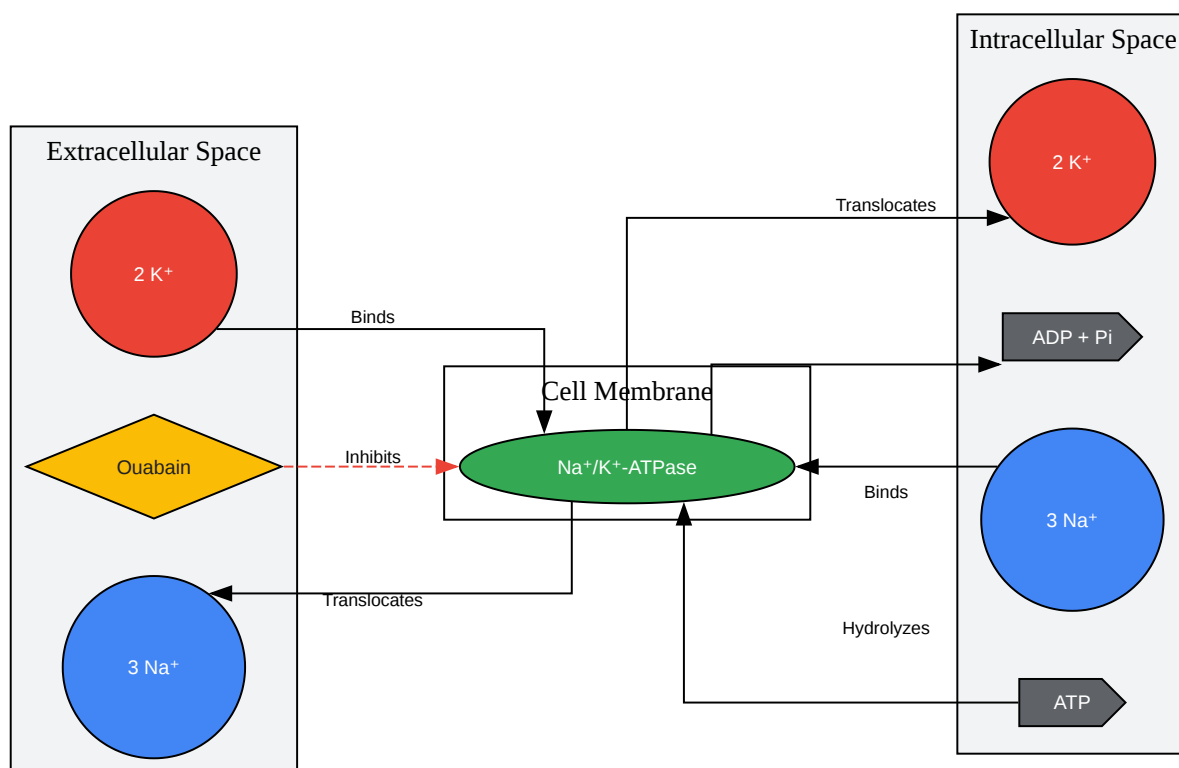 Intracellular Space
2 K⁺
Extracellular Space
Translocates
2 K⁺
Binds
ADP + Pi
Cell Membrane
Ouabain
Inhibits
Na⁺/K⁺-ATPase
Binds
3 Na⁺
Translocates
Hydrolyzes
3 Na⁺
ATP